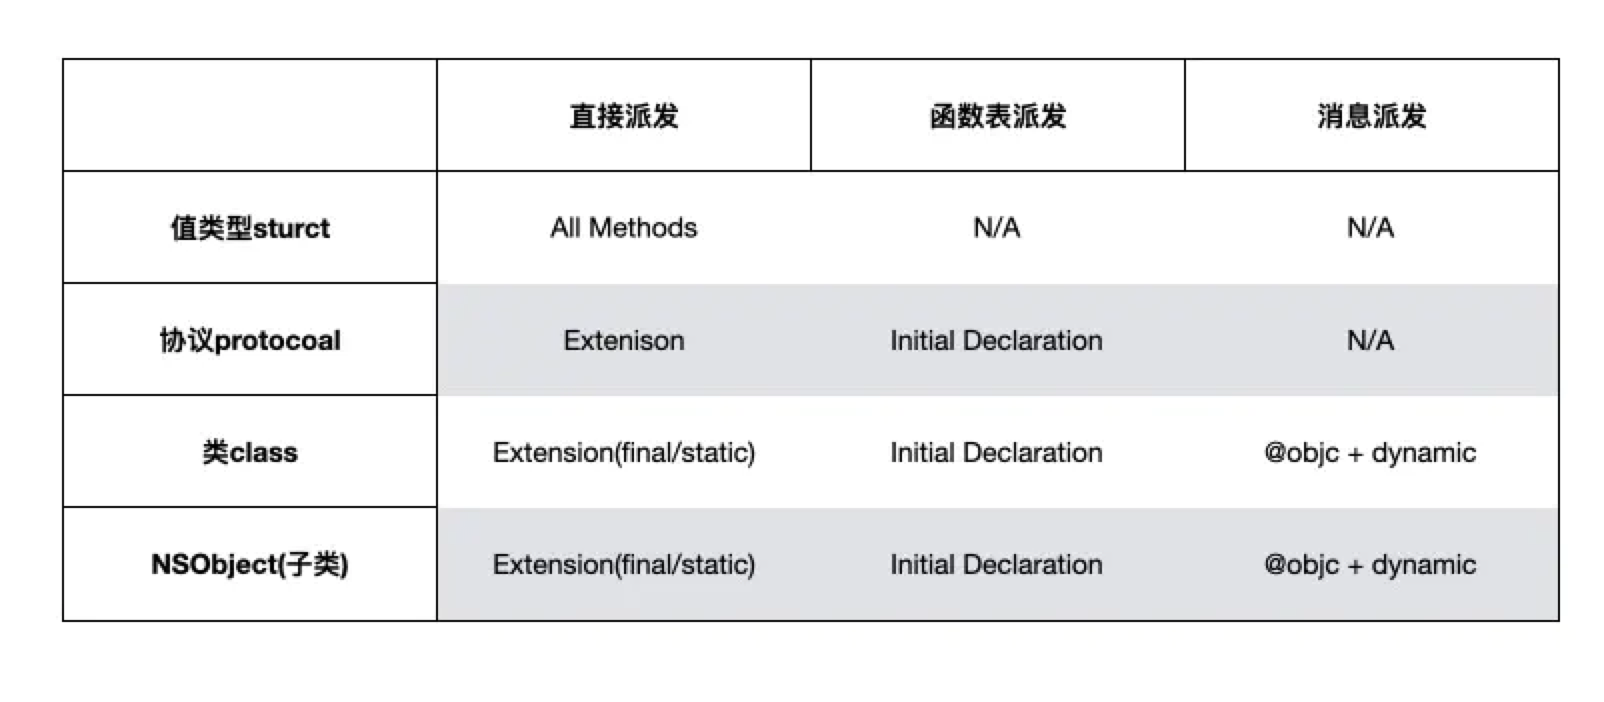 直接派发 函数表派发 消息派发
值类型sturct All Methods N/A N/A
协议protocoal Extenison Initial Declaration N/A
类class Extension(final/static) Initial Declaration @objc + dynamic
NSObject(子类) Extension(final/static) Initial Declaration @objc + dynamic